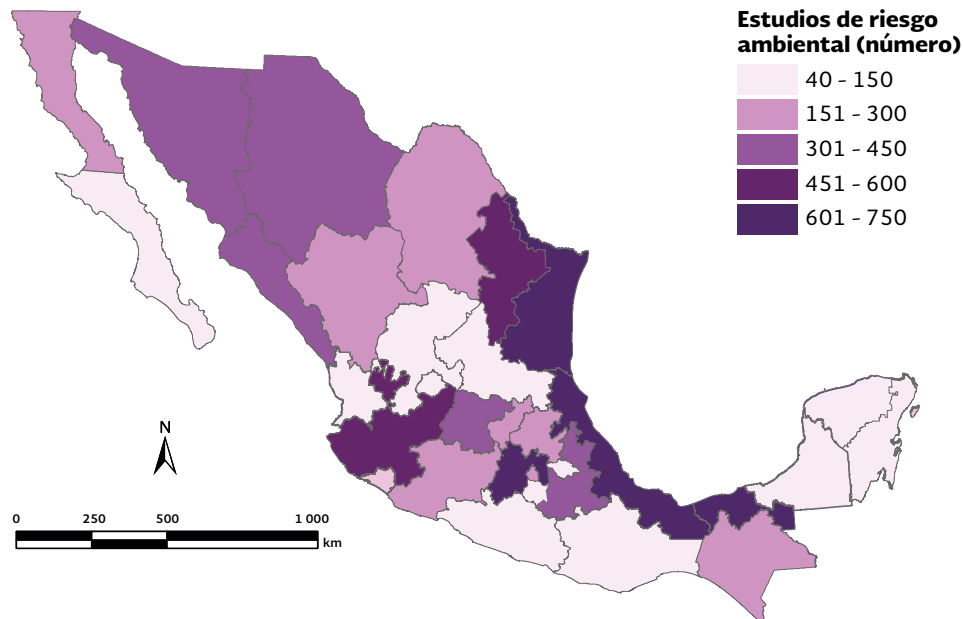 Estudios de riesgo
ambiental (número)
40 - 150
151 - 300
301 - 450
451 - 600
601 - 750
N
0 250 500 1 000
km